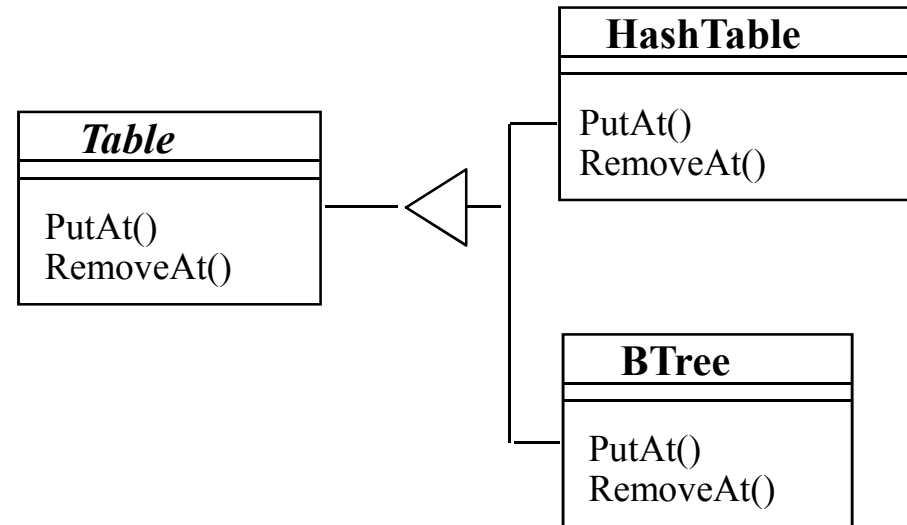 Table
PutAt()
RemoveAt()
HashTable
PutAt()
RemoveAt()
BTree
PutAt()
RemoveAt()